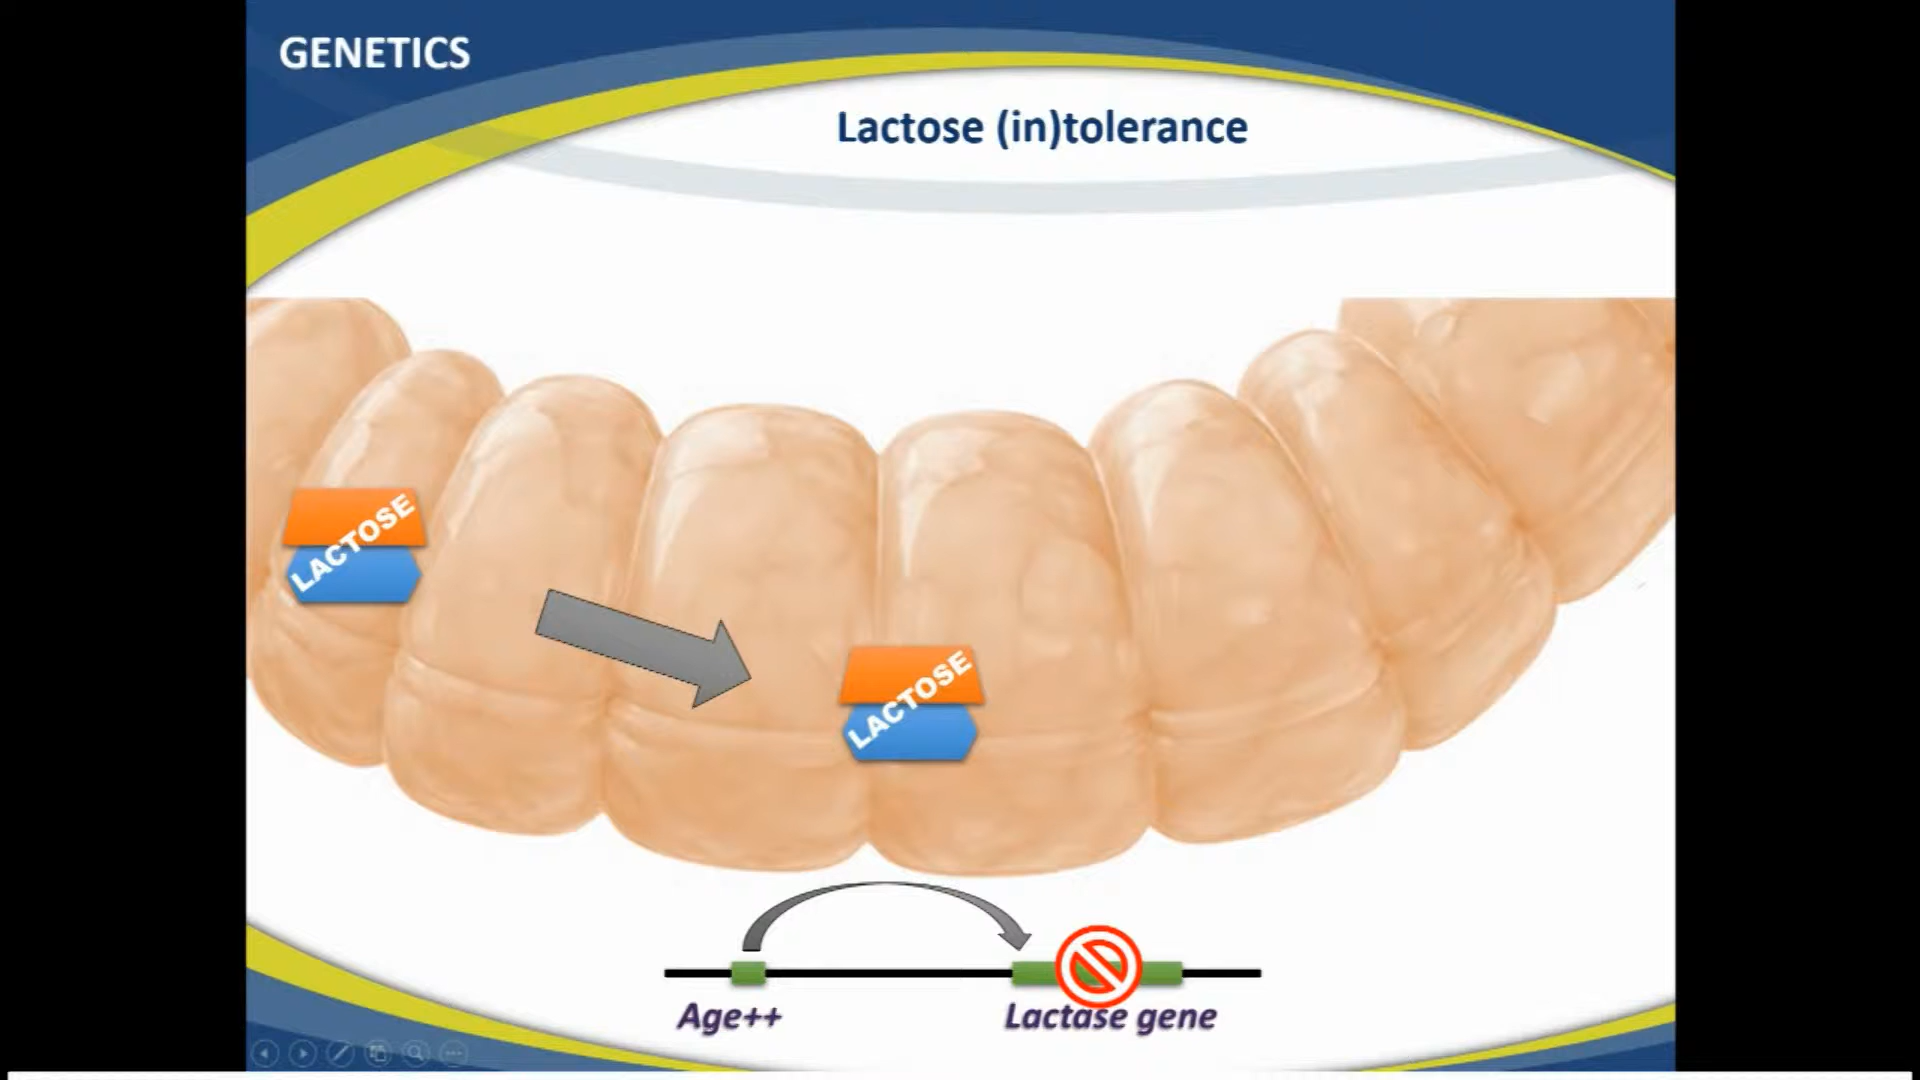 GENETICS
Lactose (in)tolerance
LACTOSE
LACTOSE
Age++
Lactase gene